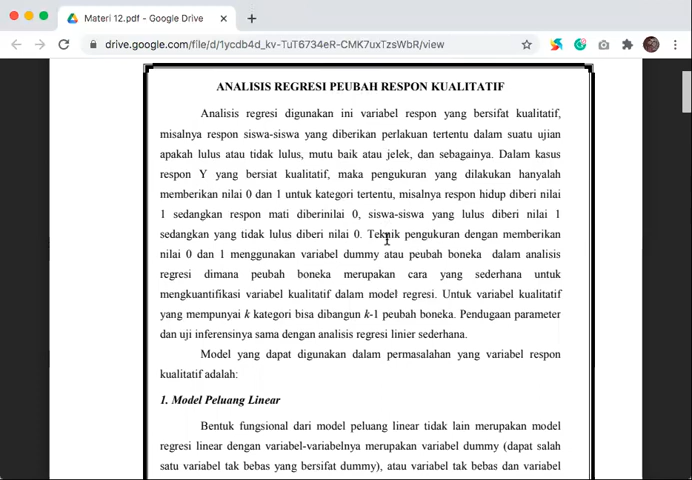 Materi 12.pdf - Google Drive
drive.google.com/file/d/1ycdb4d_kv-TuT6734eR-CMK7uxTzsWbR/view
ANALISIS REGRESI PEUBAH RESPON KUALITATIF
Analisis regresi digunakan ini variabel respon yang bersifat kualitatif,
misalnya respon siswa-siswa yang diberikan perlakuan tertentu dalam suatu ujian
apakah lulus atau tidak lulus, mutu baik atau jelek, dan sebagainya. Dalam kasus
respon Y yang bersiat kualitatif, maka pengukuran yang dilakukan hanyalah
memberikan nilai 0 dan 1 untuk kategori tertentu, misalnya respon hidup diberi nilai
1 sedangkan respon mati diberinilai 0, siswa-siswa yang lulus diberi nilai 1
sedangkan yang tidak lulus diberi nilai 0. Teknik pengukuran dengan memberikan
nilai 0 dan 1 menggunakan variabel dummy atau peubah boneka dalam analisis
regresi dimana peubah boneka merupakan cara yang sederhana untuk
mengkuantifikasi variabel kualitatif dalam model regresi. Untuk variabel kualitatif
yang mempunyai k kategori bisa dibangun k-1 peubah boneka. Pendugaan parameter
dan uji inferensinya sama dengan analisis regresi linier sederhana.
Model yang dapat digunakan dalam permasalahan yang variabel respon
kualitatif adalah:
1. Model Peluang Linear
Bentuk fungsional dari model peluang linear tidak lain merupakan model
regresi linear dengan variabel-variabelnya merupakan variabel dummy (dapat salah
satu variabel tak bebas yang bersifat dummy), atau variabel tak bebas dan variabel